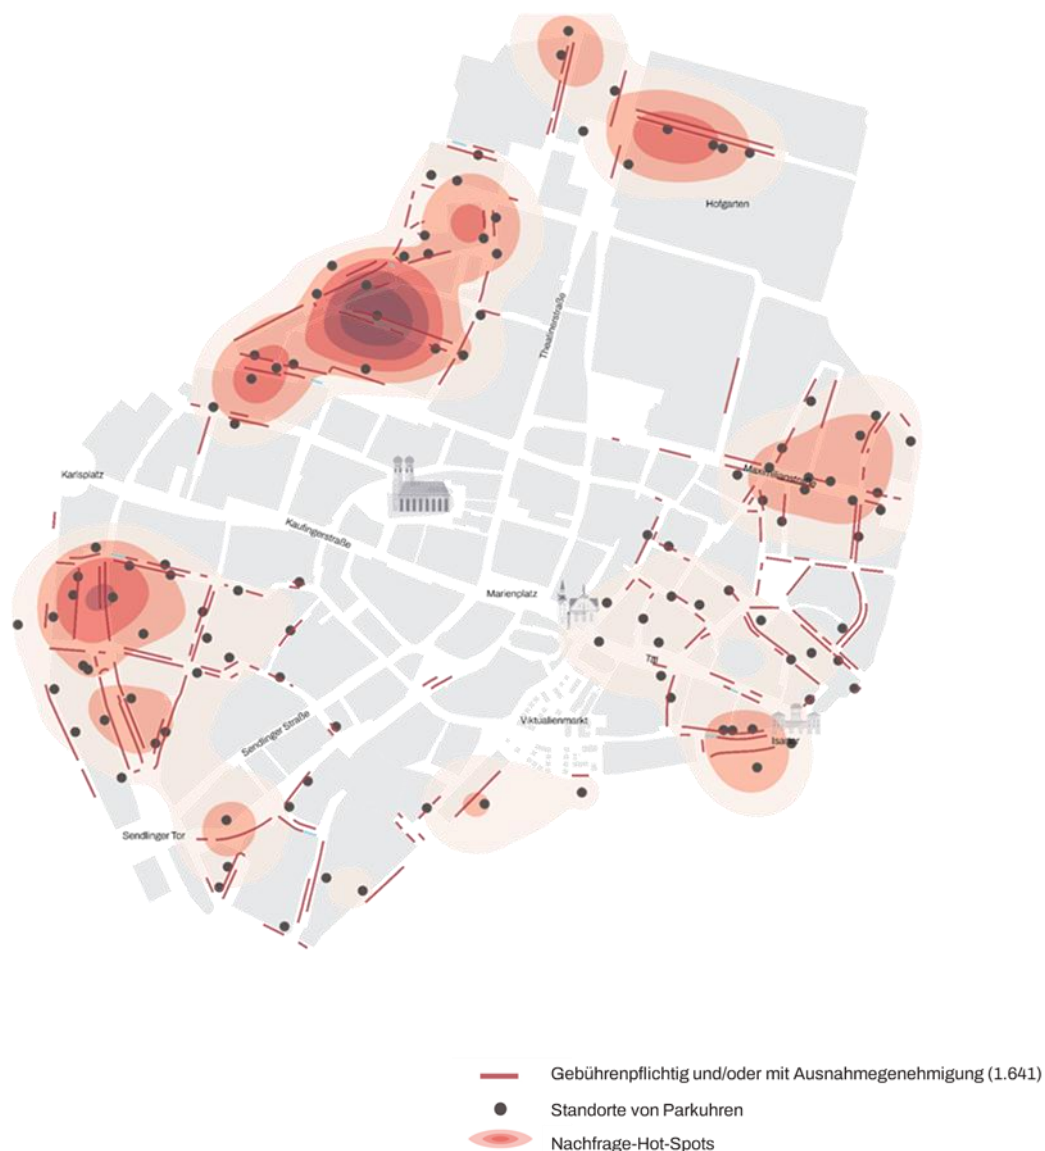 Hofgarten
Theatinerstraße
Karlsplatz
Maximilianstraße
Kaufingerstraße
Marienplatz
Tal
Viktualienmarkt
Sendlinger Straße
Isartor
Sendlinger Tor
Gebührenpflichtig und/oder mit Ausnahmegenehmigung (1.641)
Standorte von Parkuhren
Nachfrage-Hot-Spots